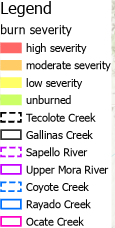 Legend
burn severity
high severity
moderate severity
low severity
unburned
Tecolote Creek
Gallinas Creek
Sapello River
Upper Mora River
Coyote Creek
Rayado Creek
Ocate Creek